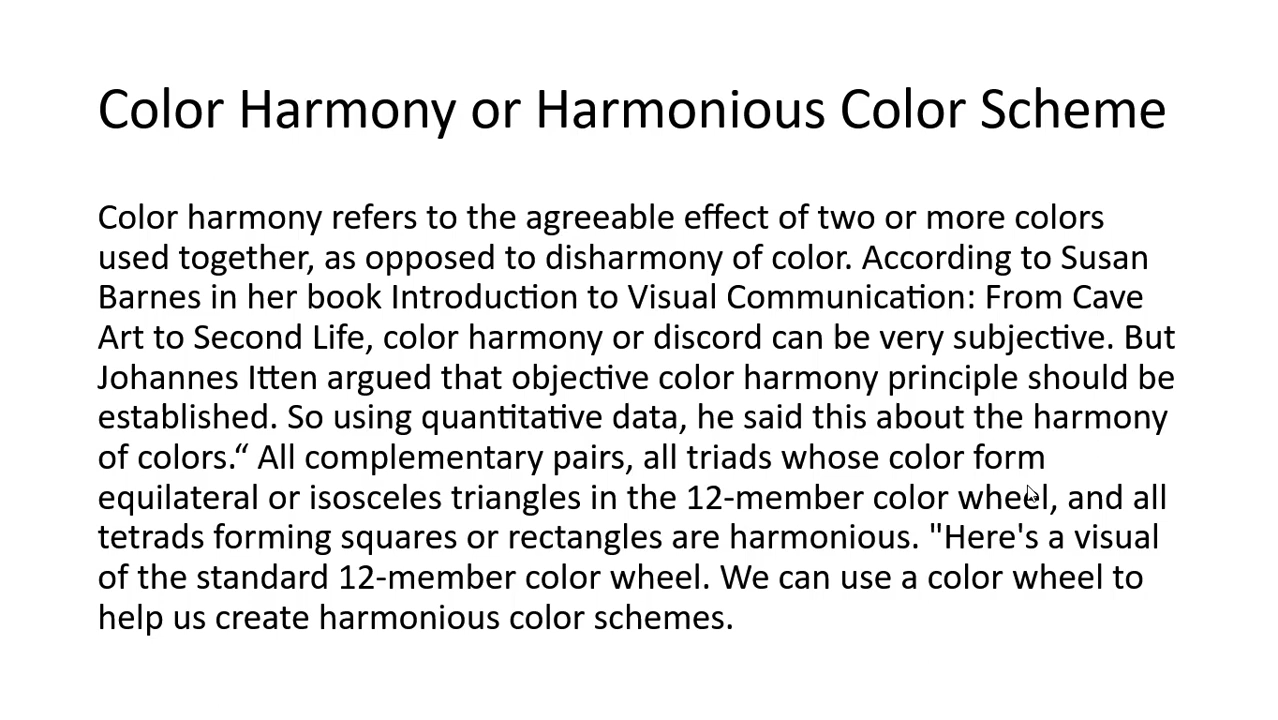 Color Harmony or Harmonious Color Scheme
Color harmony refers to the agreeable effect of two or more colors
used together, as opposed to disharmony of color. According to Susan
Barnes in her book Introduction to Visual Communication: From Cave
Art to Second Life, color harmony or discord can be very subjective. But
Johannes Itten argued that objective color harmony principle should be
established. So using quantitative data, he said this about the harmony
of colors.“ All complementary pairs, all triads whose color form
equilateral or isosceles triangles in the 12-member color wheel, and all
tetrads forming squares or rectangles are harmonious. "Here's a visual
of the standard 12-member color wheel. We can use a color wheel to
help us create harmonious color schemes.